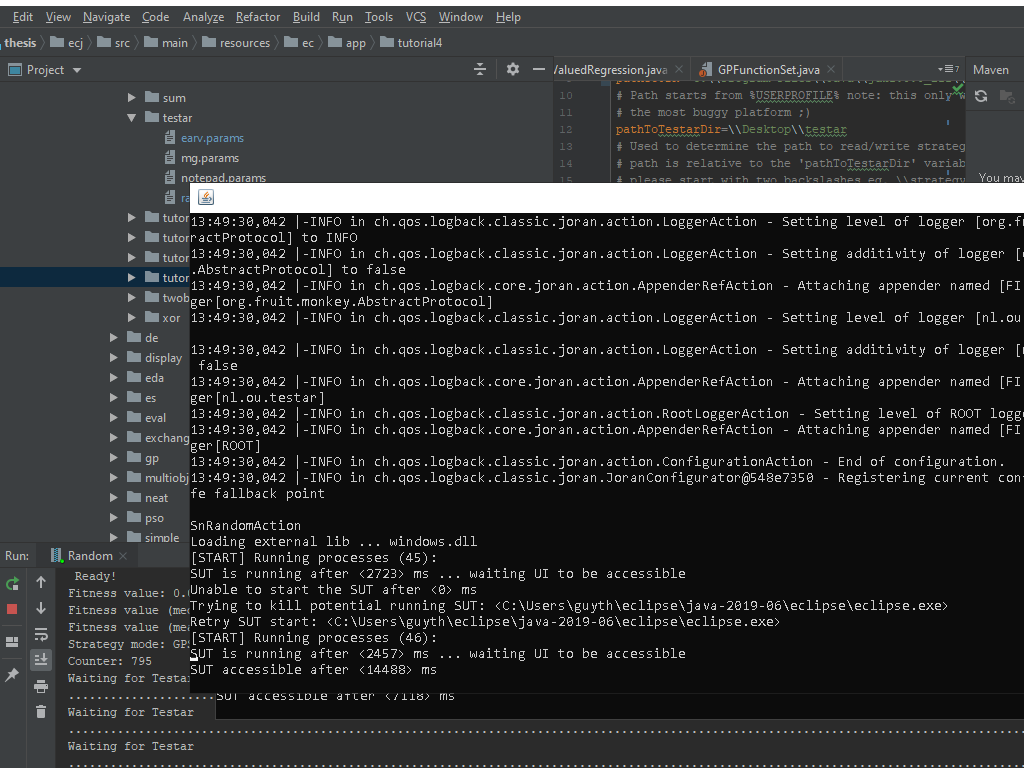 Edit View Navigate Code Analyze Refactor Build Run Tools VCS Window Help
thesis ecj src main resources ec app tutorial4
Project
ValuedRegression.java GPFunctionSet.java 7 Maven
sum
testar
earv.params
mg.params
notepad.params
10 # Path starts from %USERPROFILE% note: this only w
11 # the most buggy platform ;)
12 pathToTestarDir=\\Desktop\\testar
13 # Used to determine the path to read/write strateg
14 # path is relative to the 'pathToTestarDir' variab
15 # please start with two backslashes eg. \\strategy
You may
ra
tutor
tutor
tutor
tutor
twob
xor
de
display
eda
es
eval
exchang
gp
multiobj
neat
pso
simple
13:49:30,042 |-INFO in ch.qos.logback.classic.joran.action.LoggerAction - Setting level of logger [org.fr
ractProtocol] to INFO
13:49:30,042 |-INFO in ch.qos.logback.classic.joran.action.LoggerAction - Setting additivity of logger [o
.AbstractProtocol] to false
13:49:30,042 |-INFO in ch.qos.logback.core.joran.action.AppenderRefAction - Attaching appender named [FI
ger[org.fruit.monkey.AbstractProtocol]
13:49:30,042 |-INFO in ch.qos.logback.classic.joran.action.LoggerAction - Setting level of logger [nl.ou
13:49:30,042 |-INFO in ch.qos.logback.classic.joran.action.LoggerAction - Setting additivity of logger [n
false
13:49:30,042 |-INFO in ch.qos.logback.core.joran.action.AppenderRefAction - Attaching appender named [FI
ger[nl.ou.testar]
13:49:30,042 |-INFO in ch.qos.logback.classic.joran.action.RootLoggerAction - Setting level of ROOT logge
13:49:30,042 |-INFO in ch.qos.logback.core.joran.action.AppenderRefAction - Attaching appender named [FI
ger[ROOT]
13:49:30,042 |-INFO in ch.qos.logback.classic.joran.action.ConfigurationAction - End of configuration.
13:49:30,042 |-INFO in ch.qos.logback.classic.joran.JoranConfigurator@548e7350 - Registering current con
fe fallback point
SnRandomAction
Loading external lib ... windows.dll
[START] Running processes (45):
SUT is running after <2723> ms ... waiting UI to be accessible
Unable to start the SUT after <0> ms
Trying to kill potential running SUT: <C:\Users\guyth\eclipse\java-2019-06\eclipse\eclipse.exe>
Retry SUT start: <C:\Users\guyth\eclipse\java-2019-06\eclipse\eclipse.exe>
[START] Running processes (46):
SUT is running after <2457> ms ... waiting UI to be accessible
SUT accessible after <14488> ms
SUT accessible after <7118> ms
Run: Random
Ready!
Fitness value: 0.0
Fitness value (me
Fitness value (me
Strategy mode: GP
Counter: 795
Waiting for Testar
......................
Waiting for Testar
................................................................
Waiting for Testar
................................................................